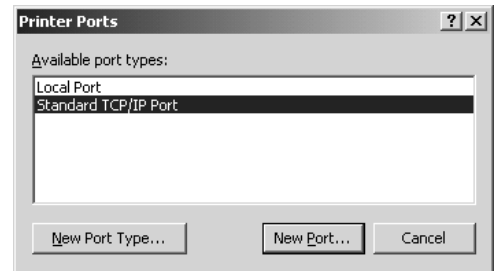 Printer Ports
Available port types:
Local Port
Standard TCP/IP Port
New Port Type... New Port... Cancel